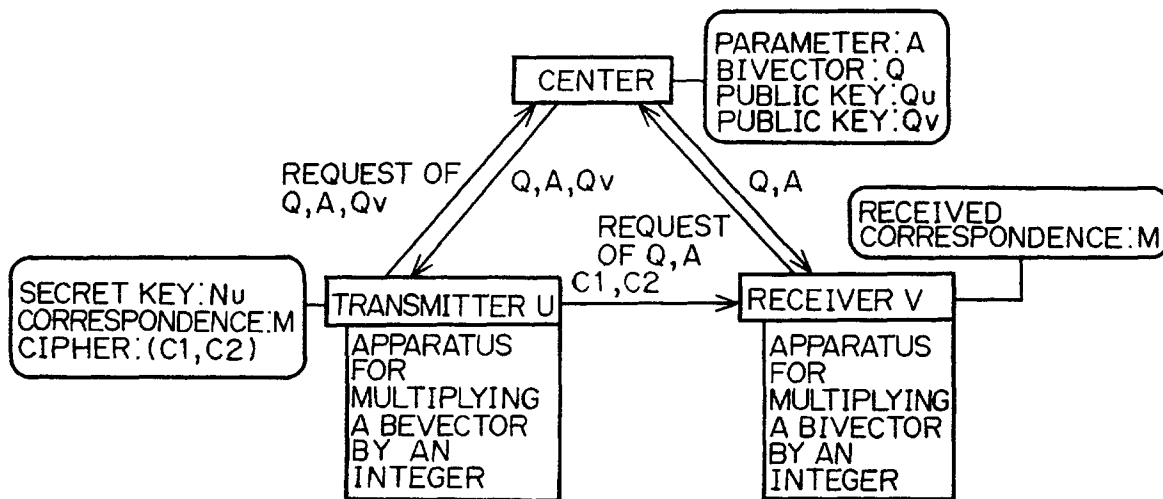 CENTER
PARAMETER:A
BIVECTOR:Q
PUBLIC KEY:Qu
PUBLIC KEY:Qv
REQUEST OF
Q,A,Qv
Q,A,Qv
Q,A
REQUEST
OF Q,A
RECEIVED
CORRESPONDENCE:M
SECRET KEY:Nu
CORRESPONDENCE:M
CIPHER:(C1,C2)
TRANSMITTER U
C1,C2
RECEIVER V
APPARATUS
FOR
MULTIPLYING
A BEVECTOR
BY AN
INTEGER
APPARATUS
FOR
MULTIPLYING
A BIVECTOR
BY AN
INTEGER